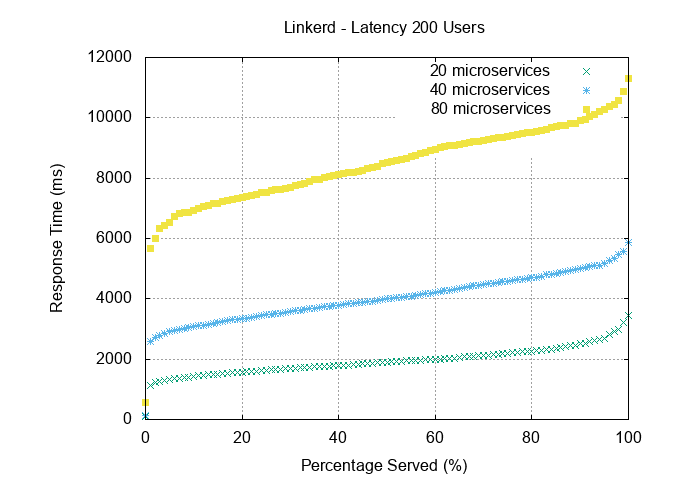 Linkerd - Latency 200 Users
12000
10000
8000
6000
4000
2000
0
Response Time (ms)
20 microservices
40 microservices
80 microservices
0 20 40 60 80 100
Percentage Served (%)